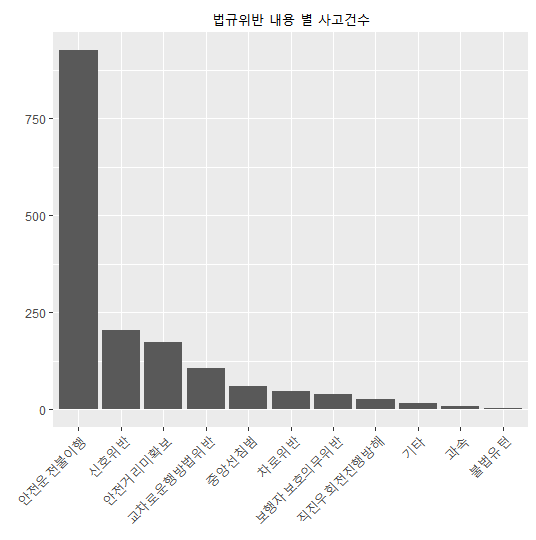 법규위반 내용 별 사고건수
750
500
250
0
안전운전불이행
신호위반
안전거리미확보
교차로운행방법위반
중앙선침범
차로위반
보행자보호의무위반
직진우회전진행방해
기타
과속
불법유턴